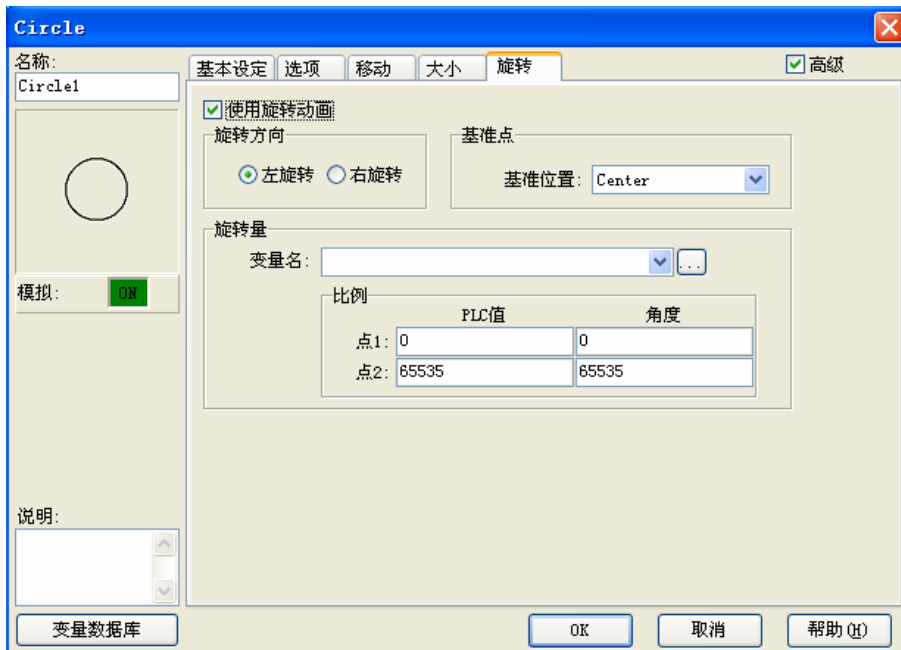 Circle
名称:
Circle1
基本设定 选项 移动 大小 旋转
高级
使用旋转动画
旋转方向
左旋转 右旋转
基准点
基准位置: Center
旋转量
变量名: ...
比例
PLC值 角度
点1: 0 0
点2: 65535 65535
模拟: ON
说明:
变量数据库 OK 取消 帮助(H)